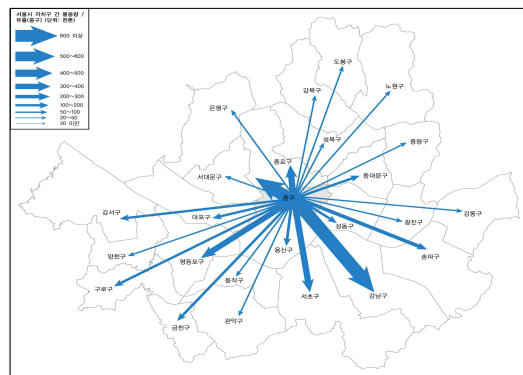 서울시 자치구 간 물동량 /
유출(중구) (단위: 천톤)
600 이상
500~600
400~500
300~400
200~300
100~200
50~100
20~50
20 미만
도봉구
노원구
강북구
은평구
성북구
중랑구
종로구
서대문구
동대문구
중구
강서구
마포구
성동구
광진구
강동구
양천구
영등포구
용산구
송파구
구로구
동작구
서초구
강남구
금천구
관악구